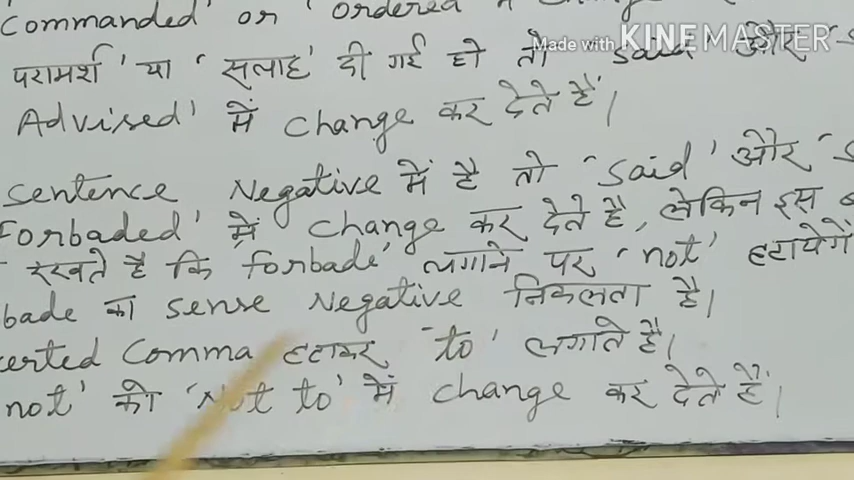 Commanded' or 'ordered
Made with KINEMASTER
परामर्श' या 'सलाह' दी गई हो तो 'said' और
Advised' में change कर देते हैं।
sentence Negative में है तो 'said' और 's
Forbaded' में change कर देते है, लेकिन इस
रखते है कि forbade' लगाने पर 'not' हटायेगें
bade का sense Negative निकलता है।
erted Comma हटाकर 'to' लगाते है।
not' को 'Not to' में change कर देते है।